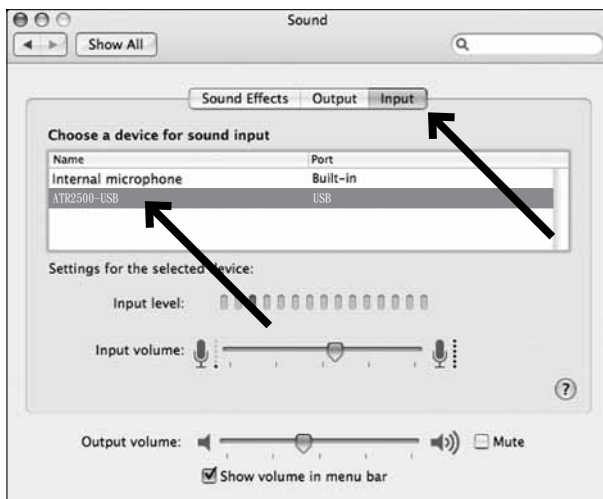 Sound
Show All
Sound Effects Output Input
Choose a device for sound input
Name Port
Internal microphone Built-in
ATR2500-USB USB
Settings for the selected device:
Input level:
Input volume:
?
Output volume: Mute
Show volume in menu bar